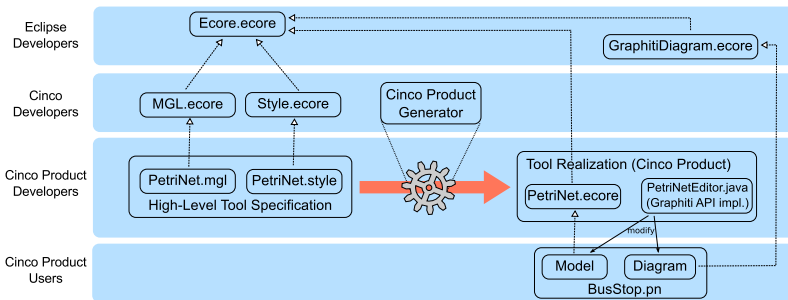 Eclipse
Developers
Ecore.ecore
GraphitiDiagram.ecore
Cinco
Developers
MGL.ecore
Style.ecore
Cinco Product
Generator
Cinco Product
Developers
PetriNet.mgl
PetriNet.style
High-Level Tool Specification
Tool Realization (Cinco Product)
PetriNet.ecore
PetriNetEditor.java
(Graphiti API impl.)
modify
Cinco Product
Users
Model
Diagram
BusStop.pn